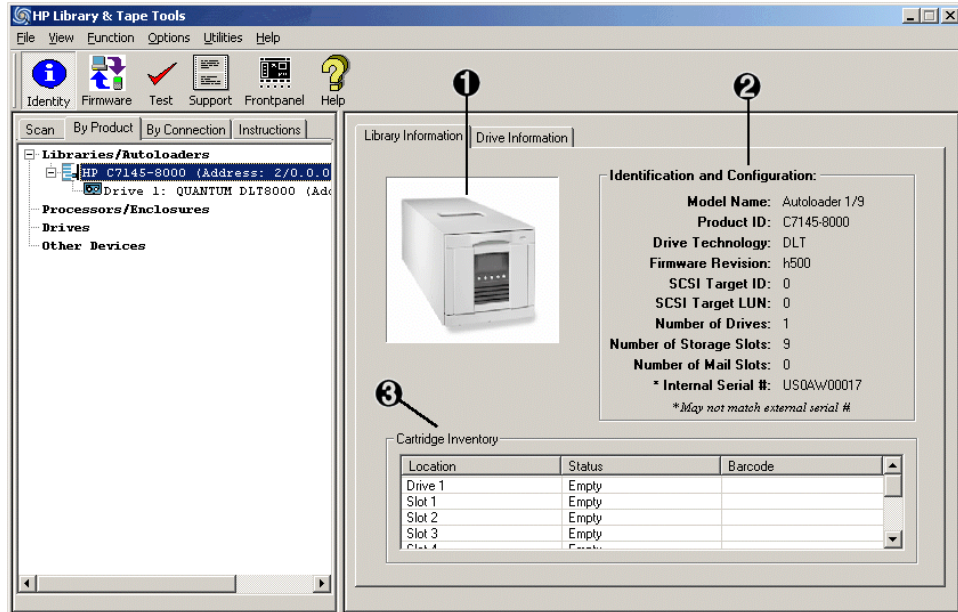 HP Library & Tape Tools
File View Function Options Utilities Help
Identity Firmware Test Support Frontpanel Help
Scan By Product By Connection Instructions
Libraries/Autoloaders
HP C7145-8000 (Address: 2/0.0.0
Drive 1: QUANTUM DLT8000 (Add
Processors/Enclosures
Drives
Other Devices
1
2
Library Information Drive Information
Identification and Configuration:
Model Name: Autoloader 1/9
Product ID: C7145-8000
Drive Technology: DLT
Firmware Revision: h500
SCSI Target ID: 0
SCSI Target LUN: 0
Number of Drives: 1
Number of Storage Slots: 9
Number of Mail Slots: 0
* Internal Serial #: US0AW00017
*May not match external serial #
3
Cartridge Inventory
Location Status Barcode
Drive 1 Empty
Slot 1 Empty
Slot 2 Empty
Slot 3 Empty
Slot 4 Empty